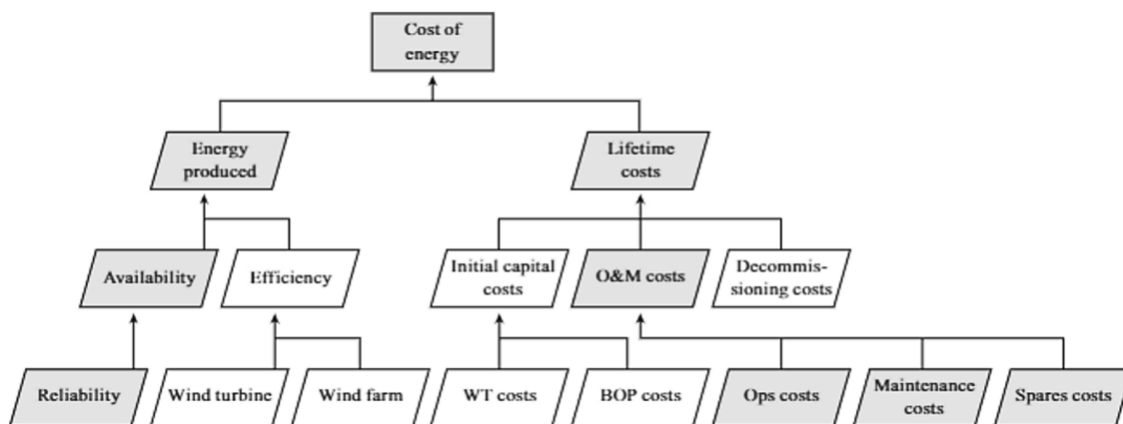 Cost of
energy
Energy
produced
Lifetime
costs
Availability
Efficiency
Initial capital
costs
O&M costs
Decommis-
sioning costs
Reliability
Wind turbine
Wind farm
WT costs
BOP costs
Ops costs
Maintenance
costs
Spares costs